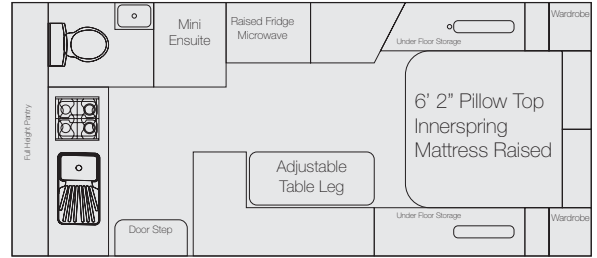 Wardrobe
Mini
Ensuite
Raised Fridge
Microwave
Under Floor Storage
6' 2” Pillow Top
Innerspring
Mattress Raised
Full Height Pantry
Adjustable
Table Leg
Door Step
Under Floor Storage
Wardrobe